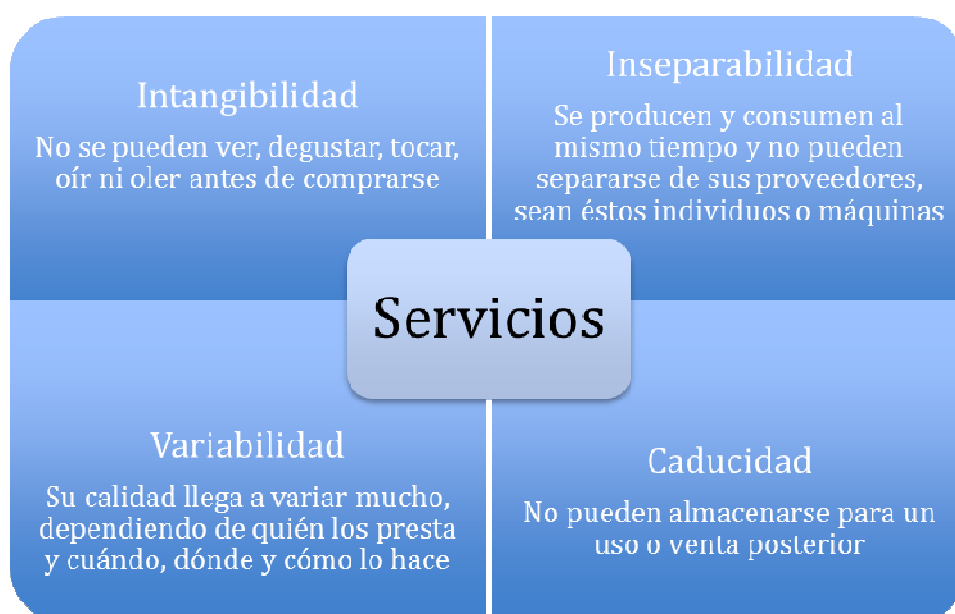 Intangibilidad
No se pueden ver, degustar, tocar,
oír ni oler antes de comprarse
Inseparabilidad
Se producen y consumen al
mismo tiempo y no pueden
separarse de sus proveedores,
sean éstos individuos o máquinas
Servicios
Variabilidad
Su calidad llega a variar mucho,
dependiendo de quién los presta
y cuándo, dónde y cómo lo hace
Caducidad
No pueden almacenarse para un
uso o venta posterior